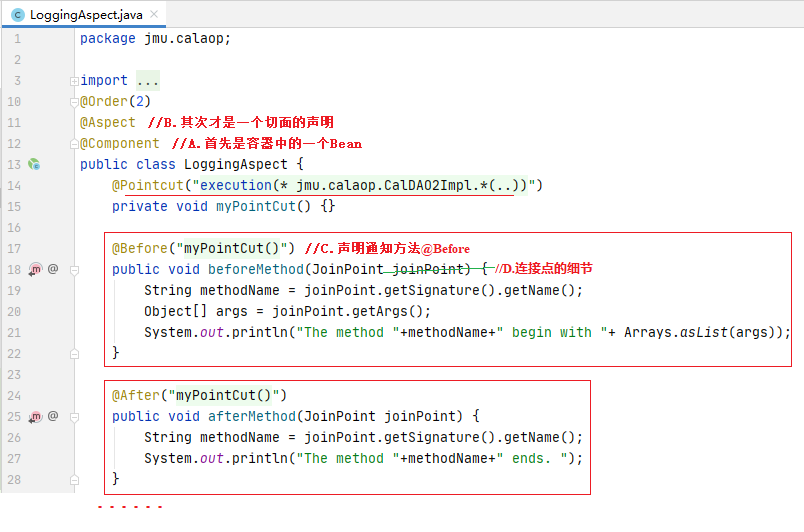 LoggingAspect.java
1 package jmu.calaop;
2
3 import ...
10 @Order(2)
11 @Aspect //B.其次才是一个切面的声明
12 @Component //A.首先是容器中的一个Bean
13 public class LoggingAspect {
14 @Pointcut("execution(* jmu.calaop.CalDAO2Impl.*(..))")
15 private void myPointCut() {}
16
17 @Before("myPointCut()") //C.声明通知方法@Before
18 @ public void beforeMethod(JoinPoint joinPoint) { //D.连接点的细节
19 String methodName = joinPoint.getSignature().getName();
20 Object[] args = joinPoint.getArgs();
21 System.out.println("The method "+methodName+" begin with "+ Arrays.asList(args));
22 }
23
24 @After("myPointCut()")
25 @ public void afterMethod(JoinPoint joinPoint) {
26 String methodName = joinPoint.getSignature().getName();
27 System.out.println("The method "+methodName+" ends. ");
28 }
......